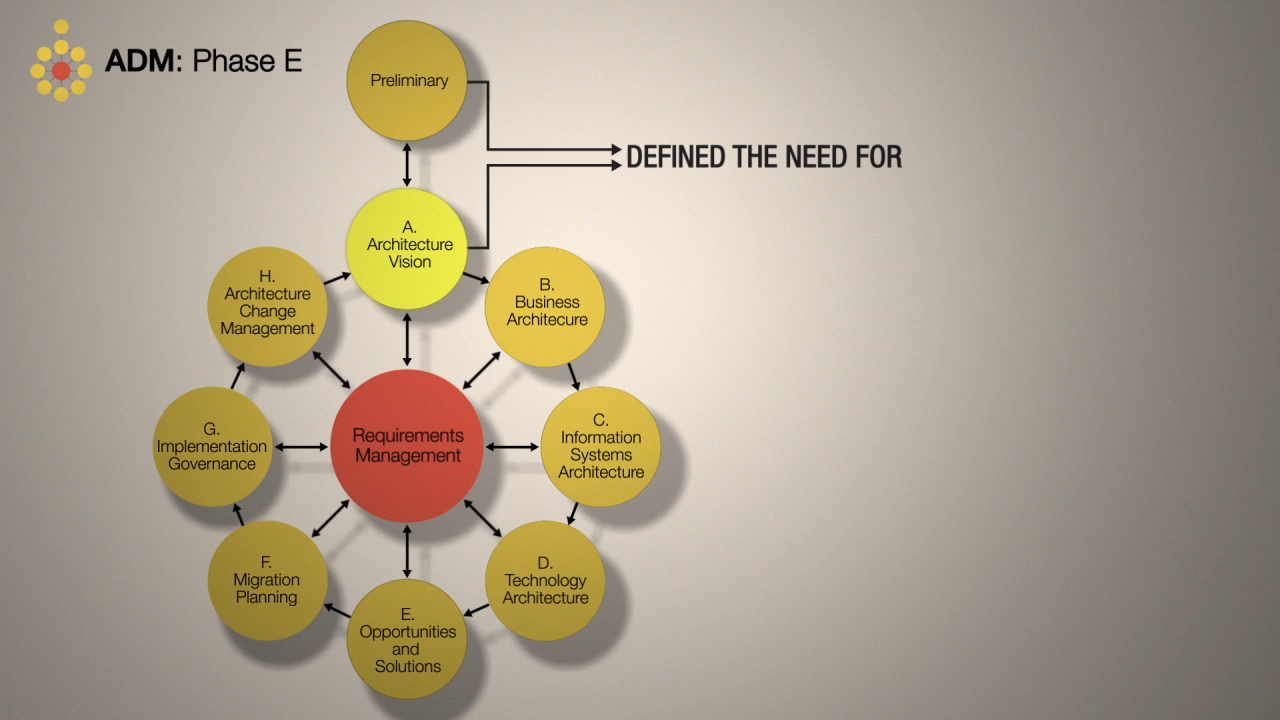 ADM: Phase E
Preliminary
DEFINED THE NEED FOR
A.
Architecture
Vision
B.
Business
Architecure
C.
Information
Systems
Architecture
D.
Technology
Architecture
E.
Opportunities
and
Solutions
F.
Migration
Planning
G.
Implementation
Governance
H.
Architecture
Change
Management
Requirements
Management